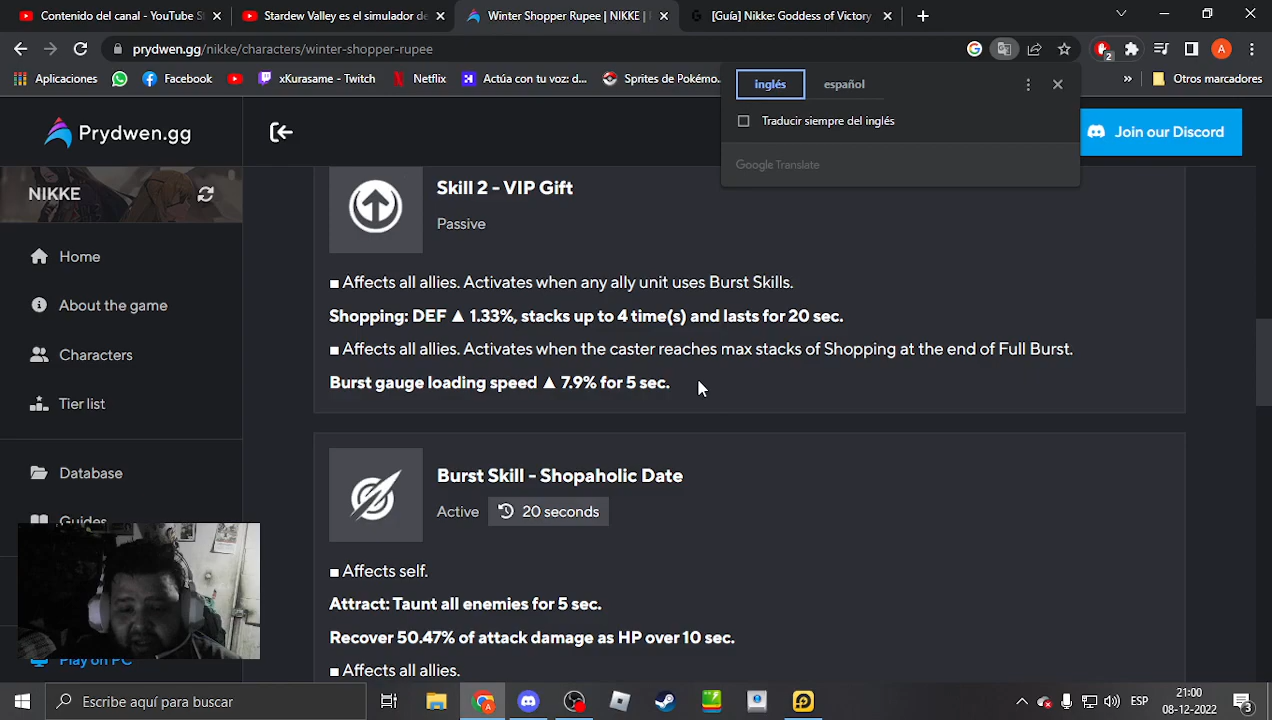 Contenido del canal - YouTube St
Stardew Valley es el simulador de
Winter Shopper Rupee | NIKKE |
[Guía] Nikke: Goddess of Victory
prydwen.gg/nikke/characters/winter-shopper-rupee
A
2
Aplicaciones
Facebook
xKurasame - Twitch
Netflix
Actúa con tu voz: d...
Sprites de Pokémo...
»
Otros marcadores
inglés
español
Traducir siempre del inglés
Google Translate
Prydwen.gg
Join our Discord
NIKKE
Home
About the game
Characters
Tier list
Database
Guides
Play on PC
Skill 2 - VIP Gift
Passive
■ Affects all allies. Activates when any ally unit uses Burst Skills.
Shopping: DEF ▲ 1.33%, stacks up to 4 time(s) and lasts for 20 sec.
■ Affects all allies. Activates when the caster reaches max stacks of Shopping at the end of Full Burst.
Burst gauge loading speed ▲ 7.9% for 5 sec.
Burst Skill - Shopaholic Date
Active
20 seconds
■ Affects self.
Attract: Taunt all enemies for 5 sec.
Recover 50.47% of attack damage as HP over 10 sec.
■ Affects all allies.
Escribe aquí para buscar
ESP
21:00
08-12-2022
3